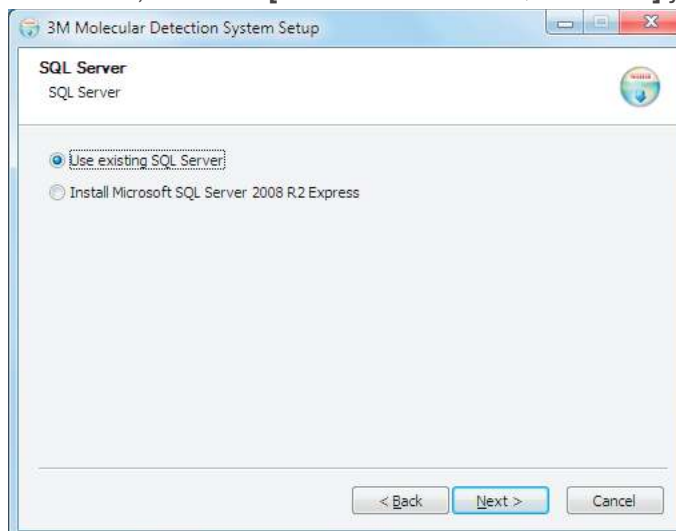 3M Molecular Detection System Setup
SQL Server
SQL Server
Use existing SQL Server
Install Microsoft SQL Server 2008 R2 Express
< Back Next > Cancel